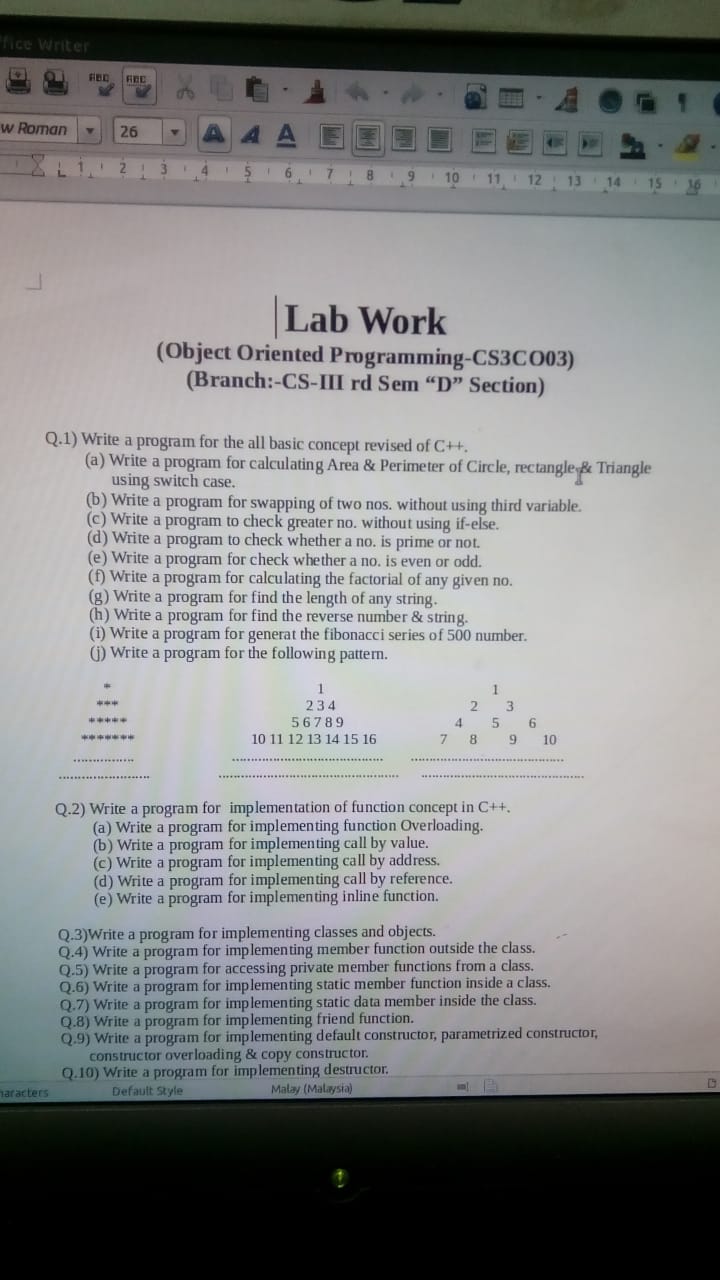 ffice Writer
ABC ABC
w Roman 26
1 2 3 4 5 6 7 8 9 10 11 12 13 14 15 16
Lab Work
(Object Oriented Programming-CS3CO03)
(Branch:-CS-III rd Sem “D” Section)
Q.1) Write a program for the all basic concept revised of C++.
(a) Write a program for calculating Area & Perimeter of Circle, rectangle & Triangle
using switch case.
(b) Write a program for swapping of two nos. without using third variable.
(c) Write a program to check greater no. without using if-else.
(d) Write a program to check whether a no. is prime or not.
(e) Write a program for check whether a no. is even or odd.
(f) Write a program for calculating the factorial of any given no.
(g) Write a program for find the length of any string.
(h) Write a program for find the reverse number & string.
(i) Write a program for generat the fibonacci series of 500 number.
(j) Write a program for the following pattern.
* 1 1
*** 2 3 4 2 3
***** 5 6 7 8 9 4 5 6
******* 10 11 12 13 14 15 16 7 8 9 10
............... ...................................... ......................................
....................... ............................................. .........................................
Q.2) Write a program for implementation of function concept in C++.
(a) Write a program for implementing function Overloading.
(b) Write a program for implementing call by value.
(c) Write a program for implementing call by address.
(d) Write a program for implementing call by reference.
(e) Write a program for implementing inline function.
Q.3)Write a program for implementing classes and objects.
Q.4) Write a program for implementing member function outside the class.
Q.5) Write a program for accessing private member functions from a class.
Q.6) Write a program for implementing static member function inside a class.
Q.7) Write a program for implementing static data member inside the class.
Q.8) Write a program for implementing friend function.
Q.9) Write a program for implementing default constructor, parametrized constructor,
constructor overloading & copy constructor.
Q.10) Write a program for implementing destructor.
haracters Default Style Malay (Malaysia)